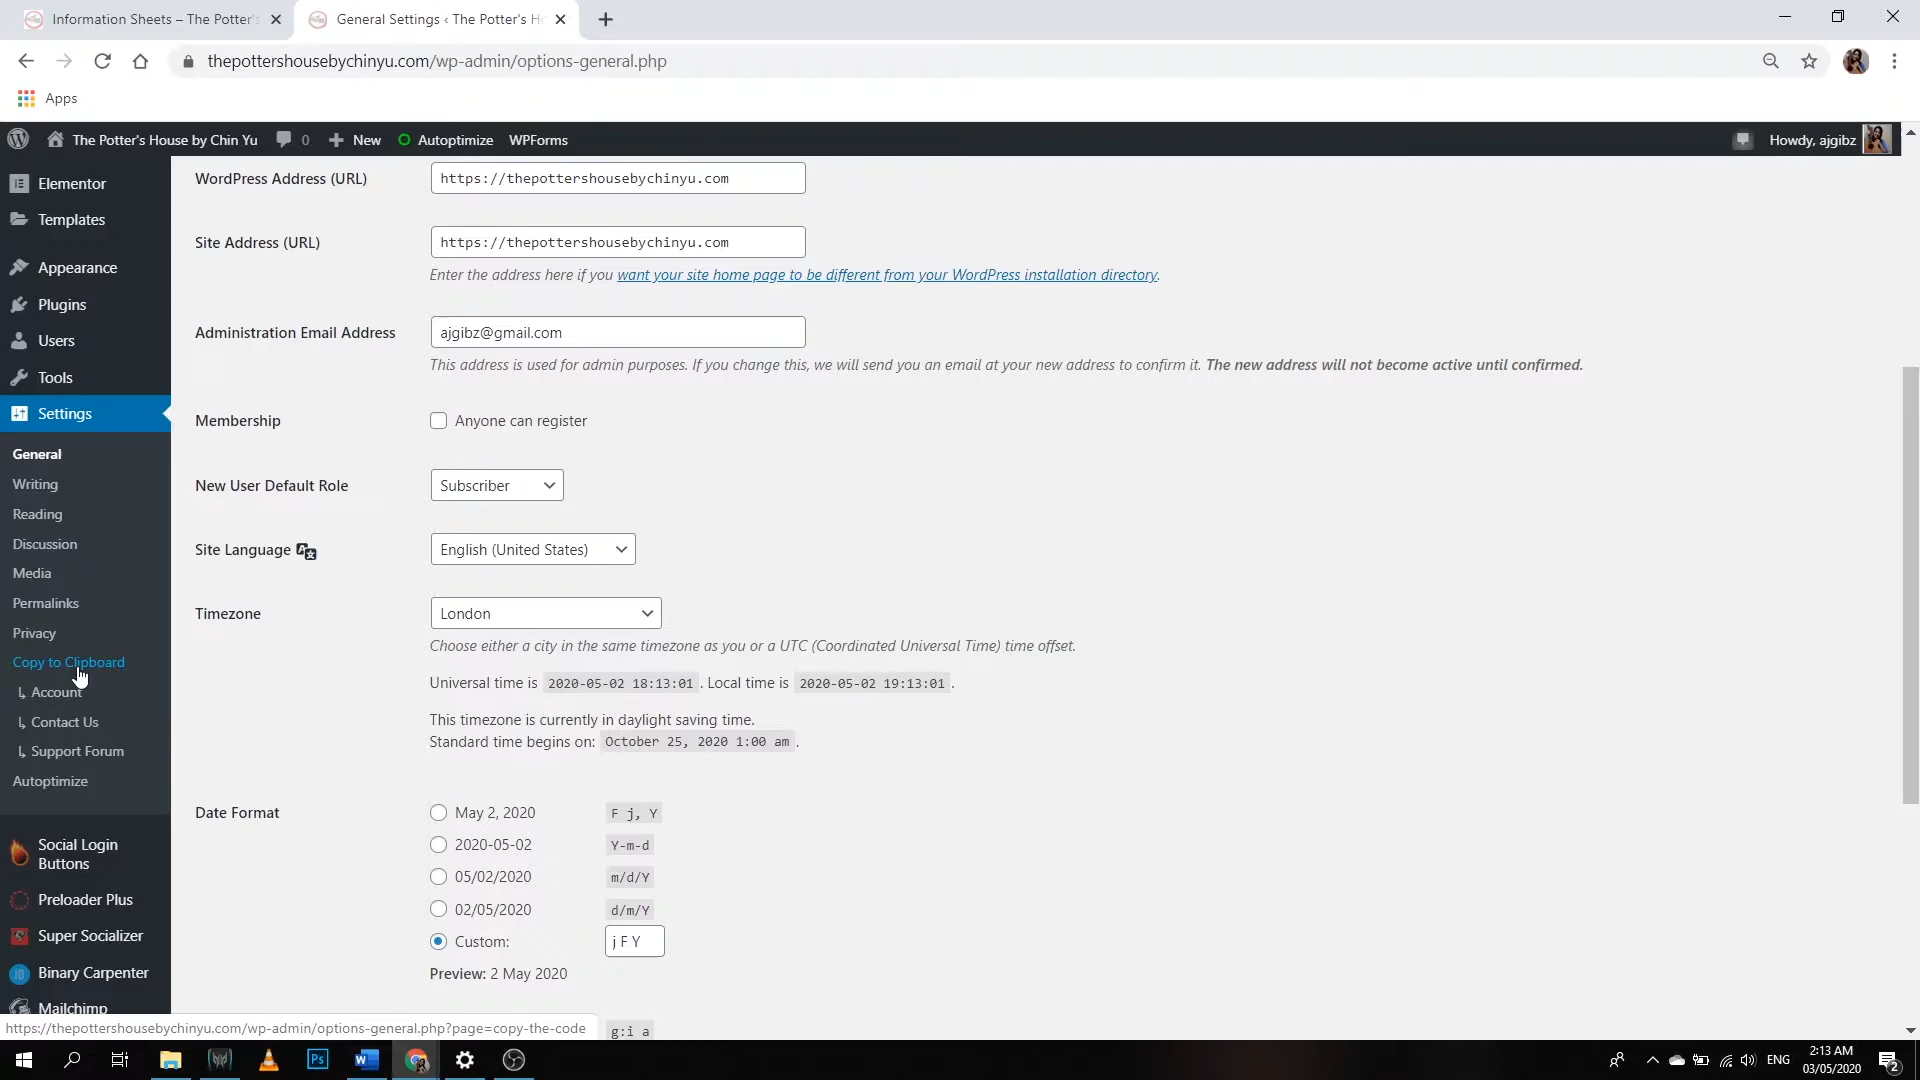 Information Sheets – The Potter's
General Settings ‹ The Potter's H
thepottershousebychinyu.com/wp-admin/options-general.php
Apps
The Potter's House by Chin Yu
0
New
Autoptimize
WPForms
Howdy, ajgibz
Elementor
Templates
Appearance
Plugins
Users
Tools
Settings
General
Writing
Reading
Discussion
Media
Permalinks
Privacy
Copy to Clipboard
↳ Account
↳ Contact Us
↳ Support Forum
Autoptimize
Social Login
Buttons
Preloader Plus
Super Socializer
Binary Carpenter
Mailchimp
WordPress Address (URL)
https://thepottershousebychinyu.com
Site Address (URL)
https://thepottershousebychinyu.com
Enter the address here if you want your site home page to be different from your WordPress installation directory.
Administration Email Address
ajgibz@gmail.com
This address is used for admin purposes. If you change this, we will send you an email at your new address to confirm it. The new address will not become active until confirmed.
Membership
Anyone can register
New User Default Role
Subscriber
Site Language
English (United States)
Timezone
London
Choose either a city in the same timezone as you or a UTC (Coordinated Universal Time) time offset.
Universal time is 2020-05-02 18:13:01 . Local time is 2020-05-02 19:13:01 .
This timezone is currently in daylight saving time.
Standard time begins on: October 25, 2020 1:00 am .
Date Format
May 2, 2020 F j, Y
2020-05-02 Y-m-d
05/02/2020 m/d/Y
02/05/2020 d/m/Y
Custom: j F Y
Preview: 2 May 2020
g:i a
https://thepottershousebychinyu.com/wp-admin/options-general.php?page=copy-the-code
Ps
ENG
2:13 AM
03/05/2020
2